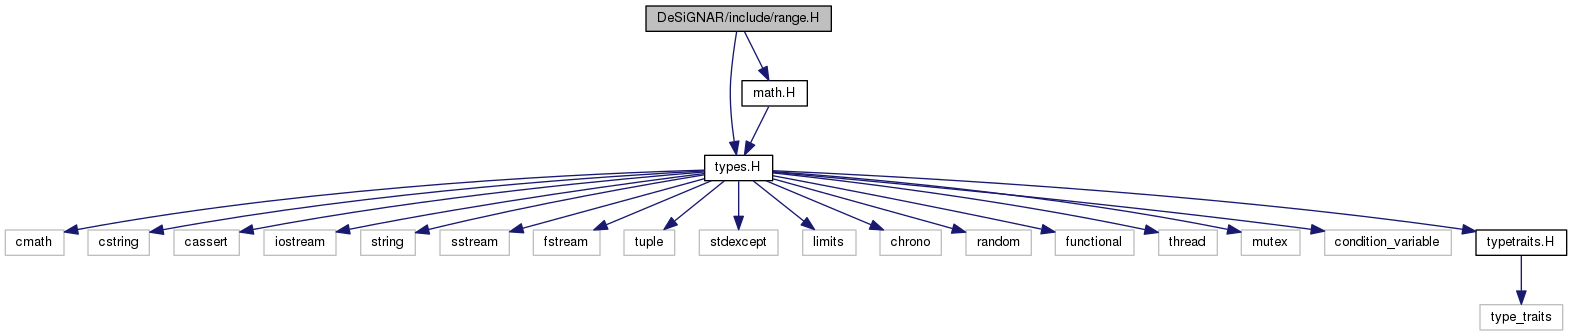 DeSiGNAR/include/range.H
math.H
types.H
cmath
cstring
cassert
iostream
string
sstream
fstream
tuple
stdexcept
limits
chrono
random
functional
thread
mutex
condition_variable
typetraits.H
type_traits